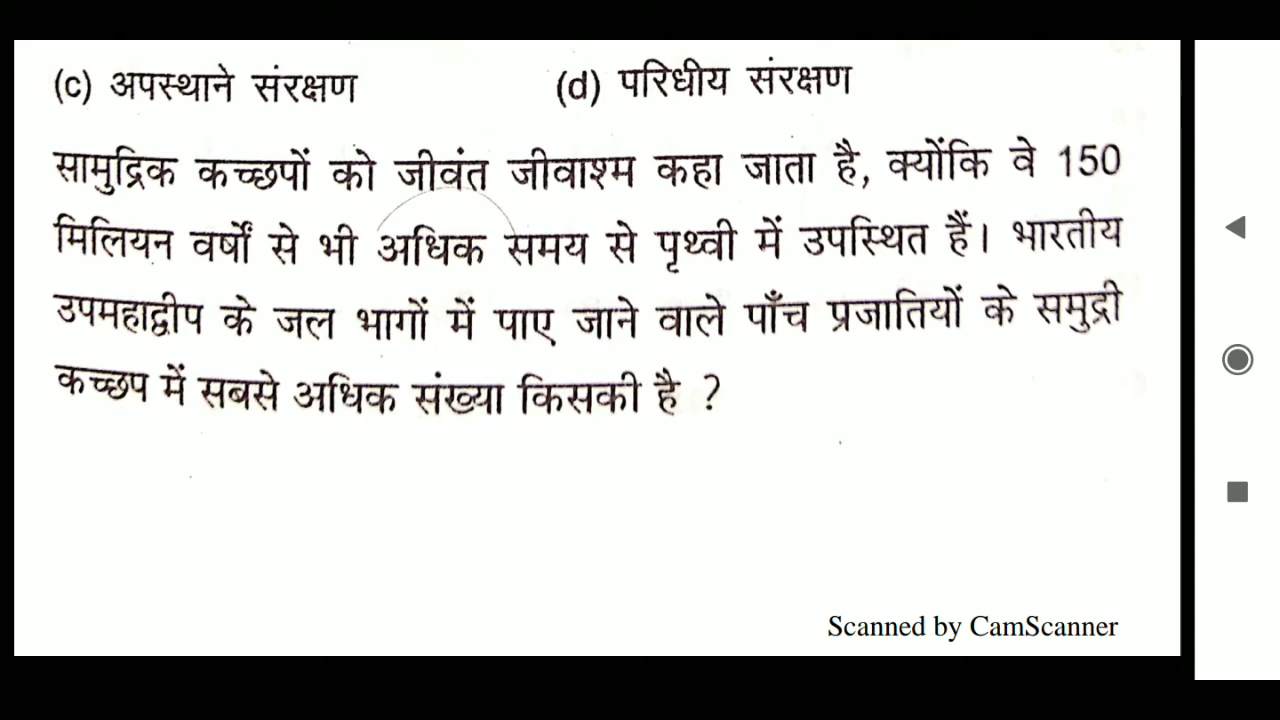 (c) अपस्थाने संरक्षण (d) परिधीय संरक्षण
सामुद्रिक कच्छपों को जीवंत जीवाश्म कहा जाता है, क्योंकि वे 150
मिलियन वर्षों से भी अधिक समय से पृथ्वी में उपस्थित हैं। भारतीय
उपमहाद्वीप के जल भागों में पाए जाने वाले पाँच प्रजातियों के समुद्री
कच्छप में सबसे अधिक संख्या किसकी है ?
Scanned by CamScanner